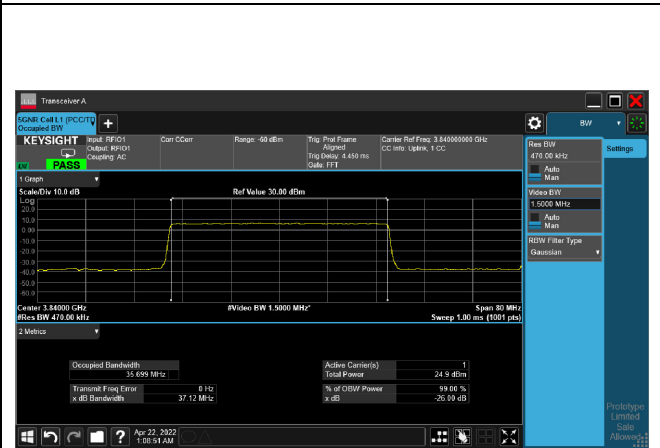 Transceiver A
5GNR Cell L1 (PCC/TD
Occupied BW
BW
KEYSIGHT
PASS
Input: RFIO1
Output: RFIO1
Coupling: AC
Corr CCorr
Range: -60 dBm
Trig: Prot Frame
Aligned
Trig Delay: 4.450 ms
Gate: FFT
Carrier Ref Freq: 3.840000000 GHz
CC Info: Uplink, 1 CC
Res BW
470.00 kHz
Auto
Man
Settings
Video BW
1.5000 MHz
Auto
Man
RBW Filter Type
Gaussian
1 Graph
Scale/Div 10.0 dB
Ref Value 30.00 dBm
Log
20.0
10.0
0.00
-10.0
-20.0
-30.0
-40.0
-50.0
-60.0
Center 3.84000 GHz
#Video BW 1.5000 MHz*
Span 80 MHz
#Res BW 470.00 kHz
Sweep 1.00 ms (1001 pts)
2 Metrics
Occupied Bandwidth
35.699 MHz
Active Carrier(s) 1
Total Power 24.9 dBm
Transmit Freq Error 0 Hz
x dB Bandwidth 37.12 MHz
% of OBW Power 99.00 %
x dB -26.00 dB
Prototype
Limited
Sale
Allowed
Apr 22, 2022
1:08:51 AM